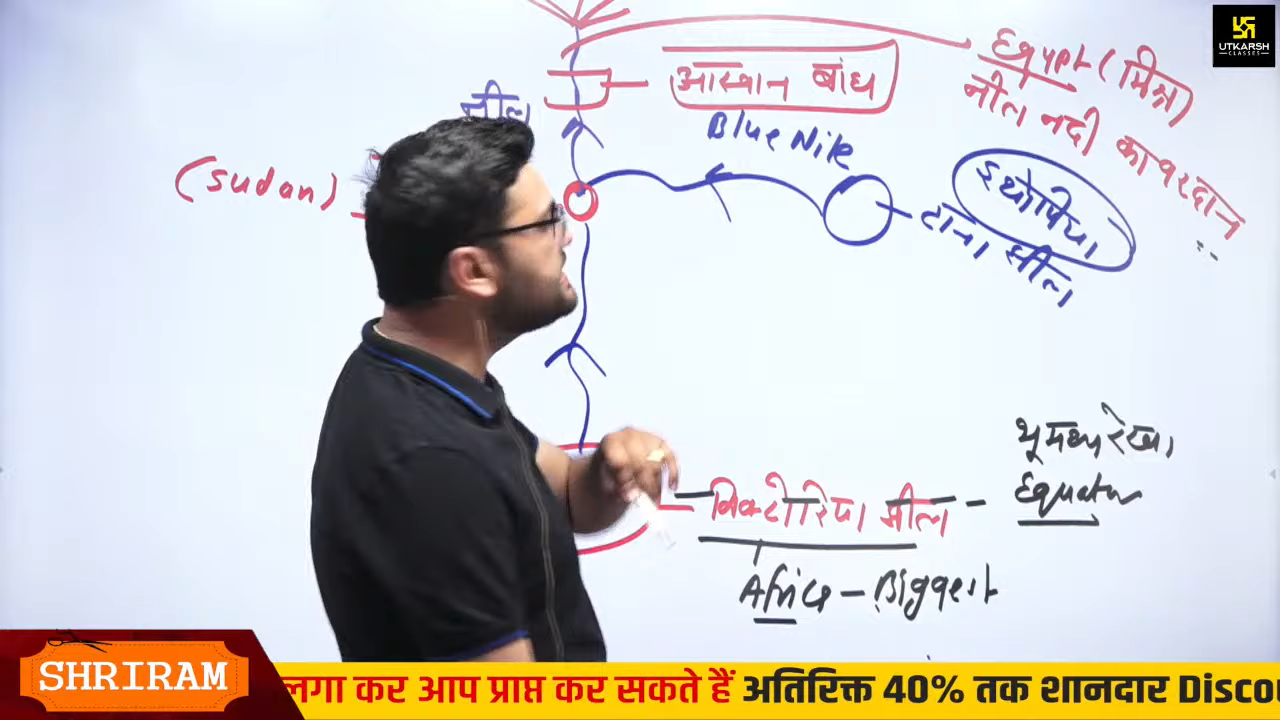 UTKARSH
CLASSES
Egypt (मिस्र)
नील नदी का वरदान
आस्वान बांध
नील
Blue Nile
(Sudan)
इथोपिया
टाना झील
भूमध्य रेखा
Equator
विक्टोरिया झील
Africa - Biggest
SHRIRAM
लगा कर आप प्राप्त कर सकते हैं अतिरिक्त 40% तक शानदार Disco